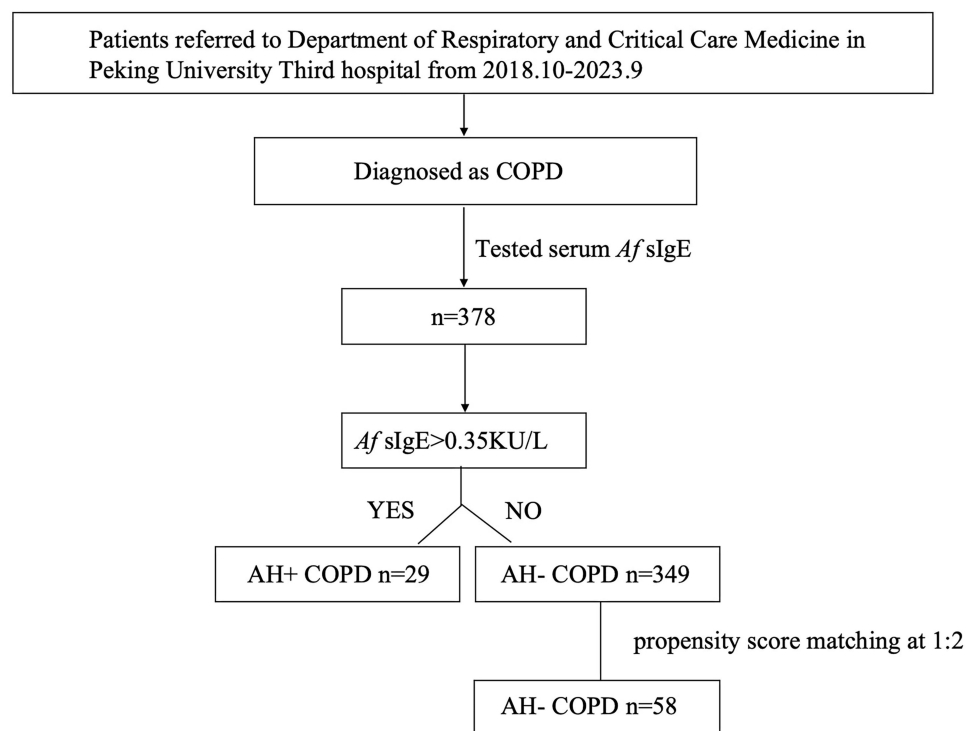 Patients referred to Department of Respiratory and Critical Care Medicine in
Peking University Third hospital from 2018.10-2023.9
Diagnosed as COPD
Tested serum Af sIgE
n=378
Af sIgE>0.35KU/L
YES
NO
AH+ COPD n=29
AH- COPD n=349
propensity score matching at 1:2
AH- COPD n=58